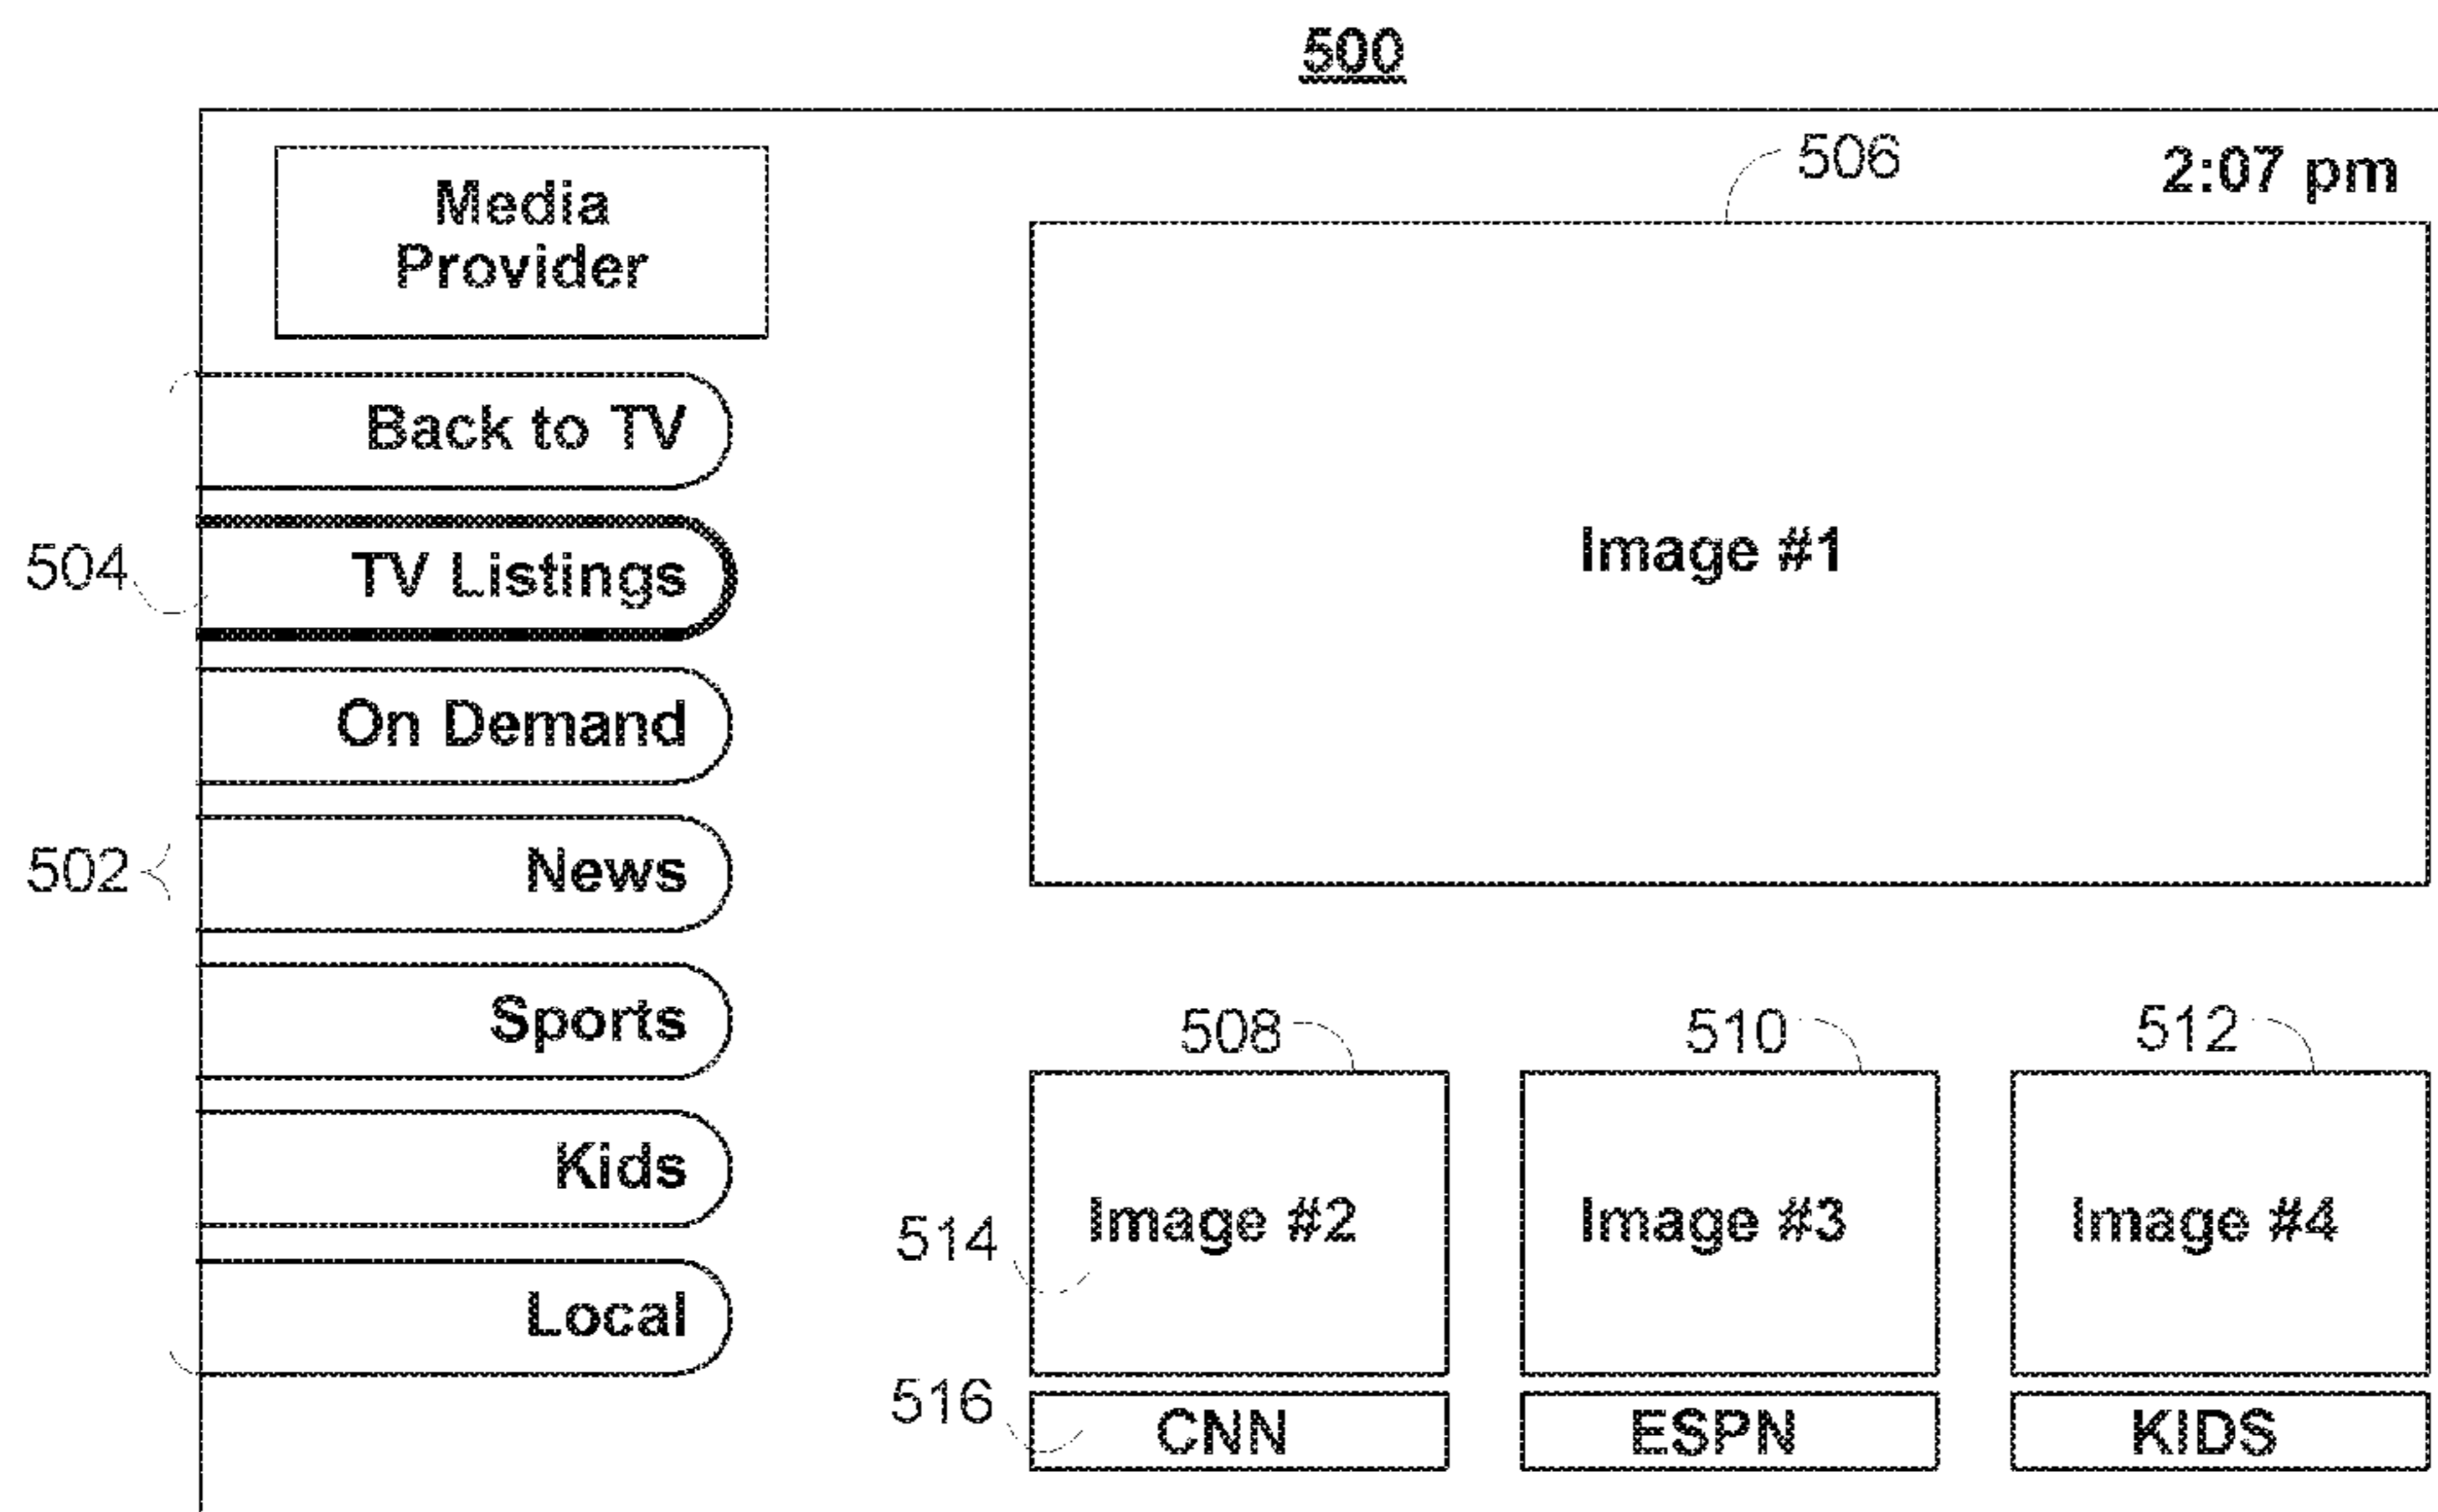 500
506
2:07 pm
Media
Provider
Back to TV
504
TV Listings
Image #1
On Demand
502
News
Sports
Kids
Local
508
510
512
514
Image #2
Image #3
Image #4
516
CNN
ESPN
KIDS